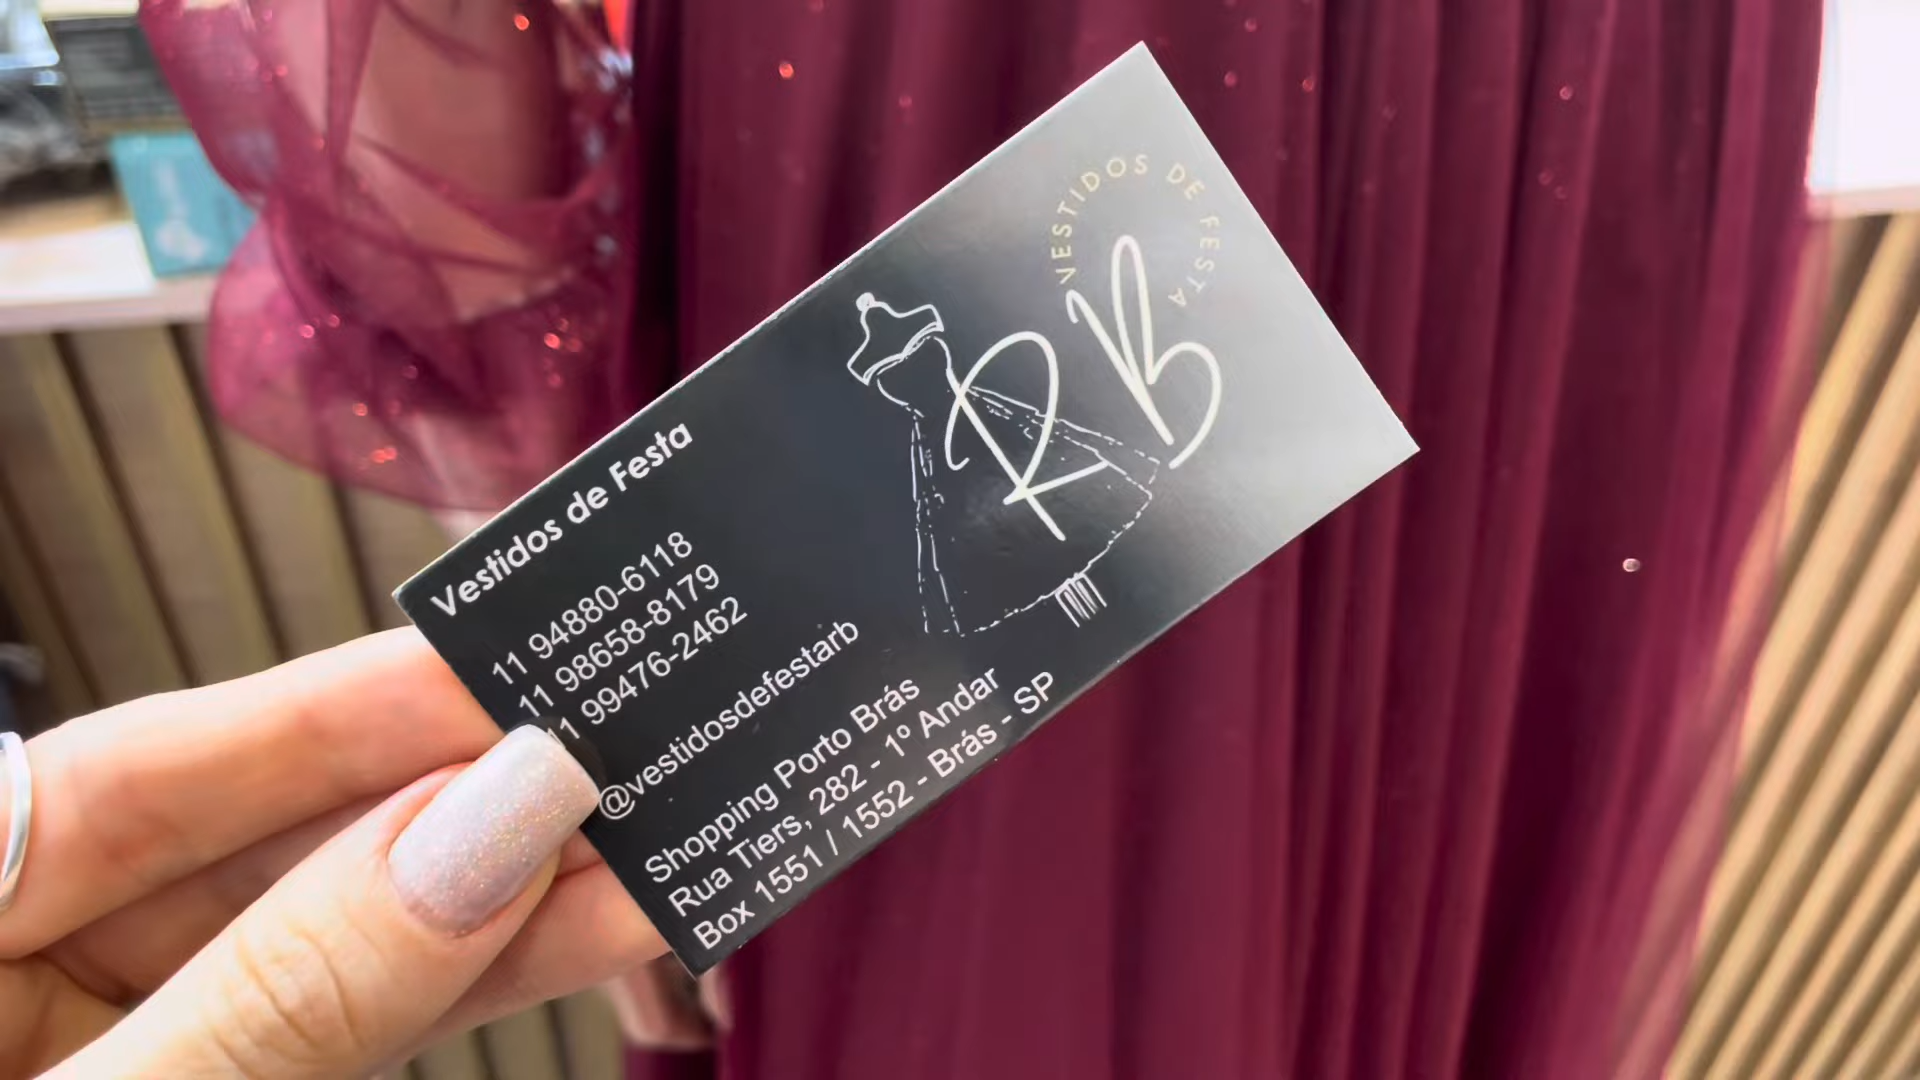 VESTIDOS DE FESTA
RB
Vestidos de Festa
11 94880-6118
11 98658-8179
11 99476-2462
@vestidosdefestarb
Shopping Porto Brás
Rua Tiers, 282 - 1º Andar
Box 1551 / 1552 - Brás - SP